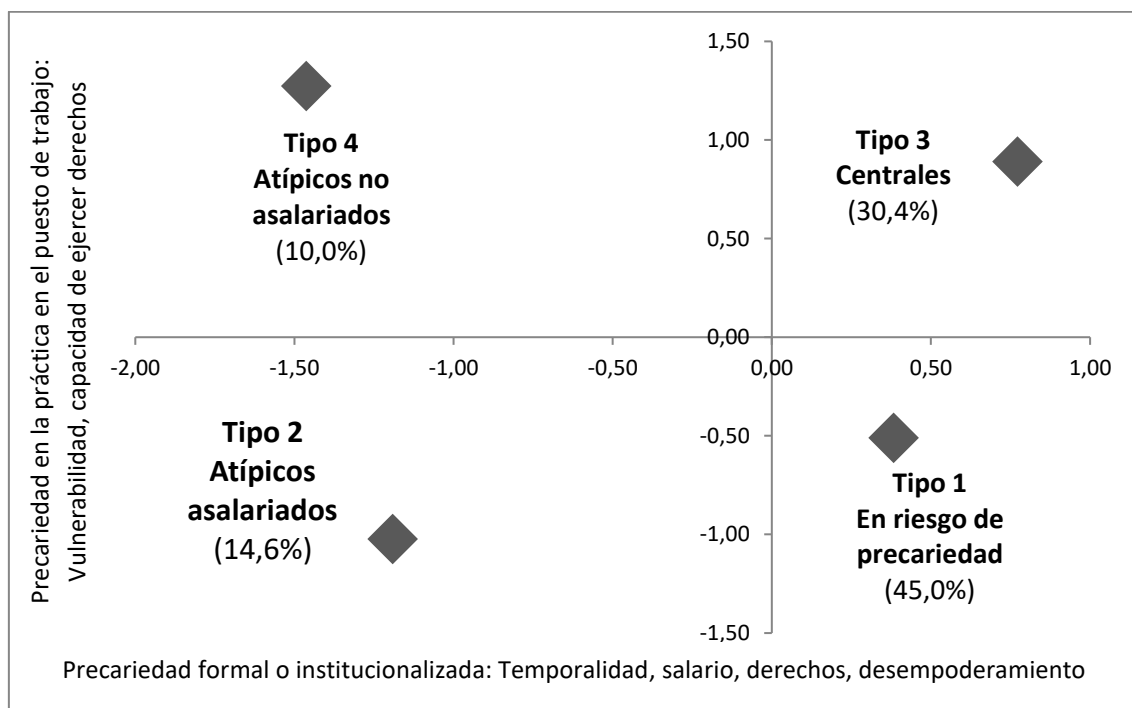 Precariedad en la práctica en el puesto de trabajo:
Vulnerabilidad, capacidad de ejercer derechos
1,50
1,00
0,50
0,00
-0,50
-1,00
-1,50
-2,00
-1,50
-1,00
-0,50
0,00
0,50
1,00
Tipo 4
Atípicos no
asalariados
(10,0%)
Tipo 3
Centrales
(30,4%)
Tipo 2
Atípicos
asalariados
(14,6%)
Tipo 1
En riesgo de
precariedad
(45,0%)
Precariedad formal o institucionalizada: Temporalidad, salario, derechos, desempoderamiento